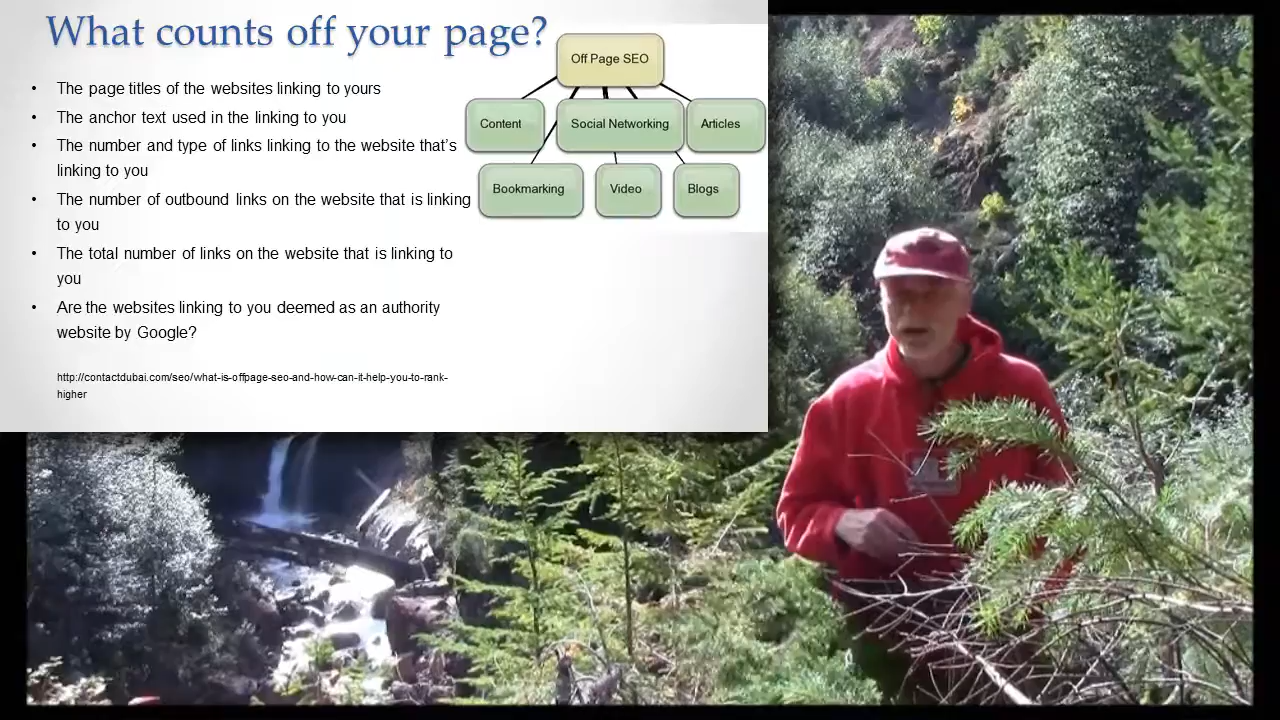 What counts off your page?
• The page titles of the websites linking to yours
• The anchor text used in the linking to you
• The number and type of links linking to the website that's
linking to you
• The number of outbound links on the website that is linking
to you
• The total number of links on the website that is linking to
you
• Are the websites linking to you deemed as an authority
website by Google?
http://contactdubai.com/seo/what-is-offpage-seo-and-how-can-it-help-you-to-rank-
higher
Off Page SEO
Content
Social Networking
Articles
Bookmarking
Video
Blogs